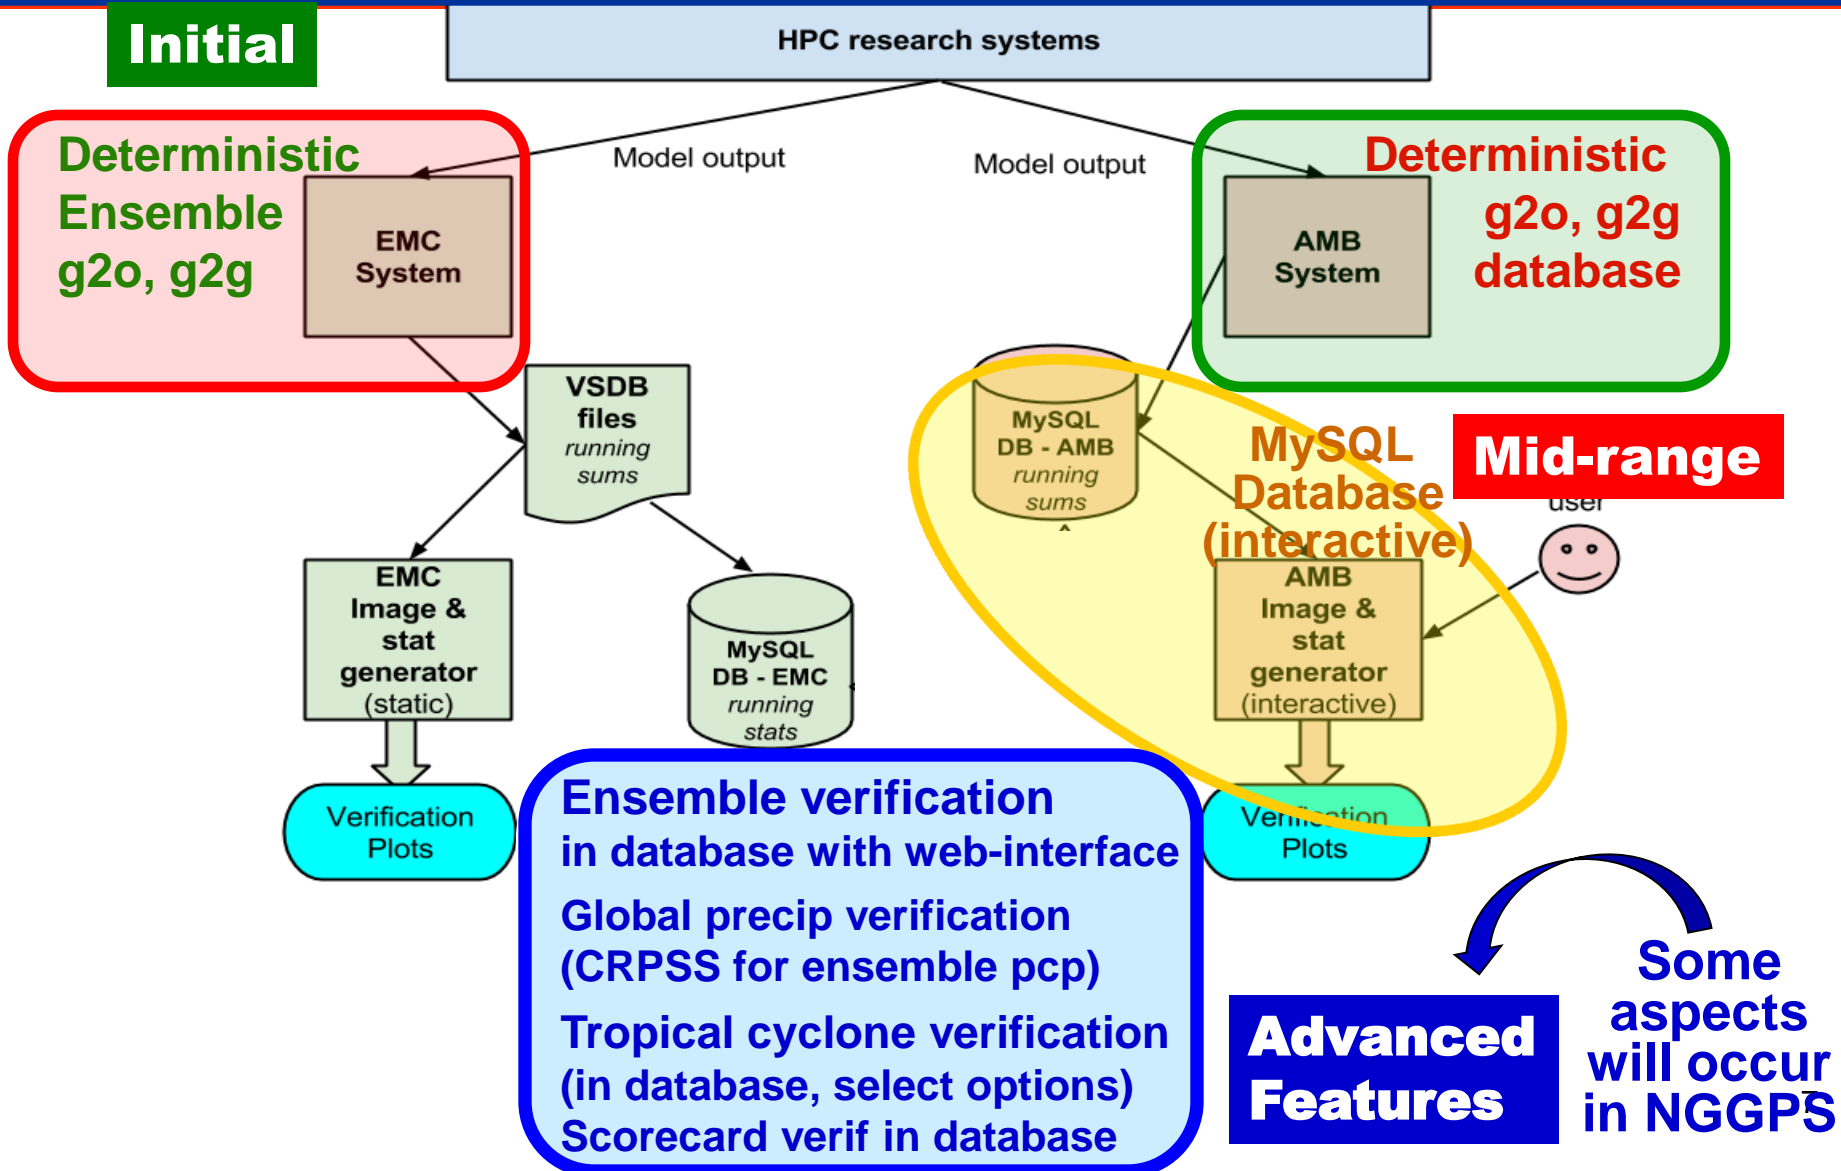 Initial
HPC research systems
Model output
Model output
Deterministic
Ensemble
g2o, g2g
EMC
System
Deterministic
g2o, g2g
database
AMB
System
VSDB
files
running
sums
MySQL
DB - AMB
running
sums
MySQL
Database
(interactive)
Mid-range
user
EMC
Image &
stat
generator
(static)
MySQL
DB - EMC
running
stats
AMB
Image &
stat
generator
(interactive)
Verification
Plots
Ensemble verification
in database with web-interface
Global precip verification
(CRPSS for ensemble pcp)
Tropical cyclone verification
(in database, select options)
Scorecard verif in database
Verification
Plots
Advanced
Features
Some
aspects
will occur
in NGGPS
7